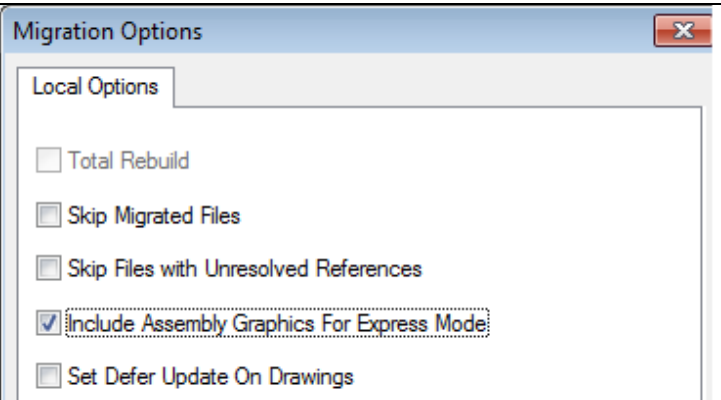 Migration Options
Local Options
Total Rebuild
Skip Migrated Files
Skip Files with Unresolved References
Include Assembly Graphics For Express Mode
Set Defer Update On Drawings